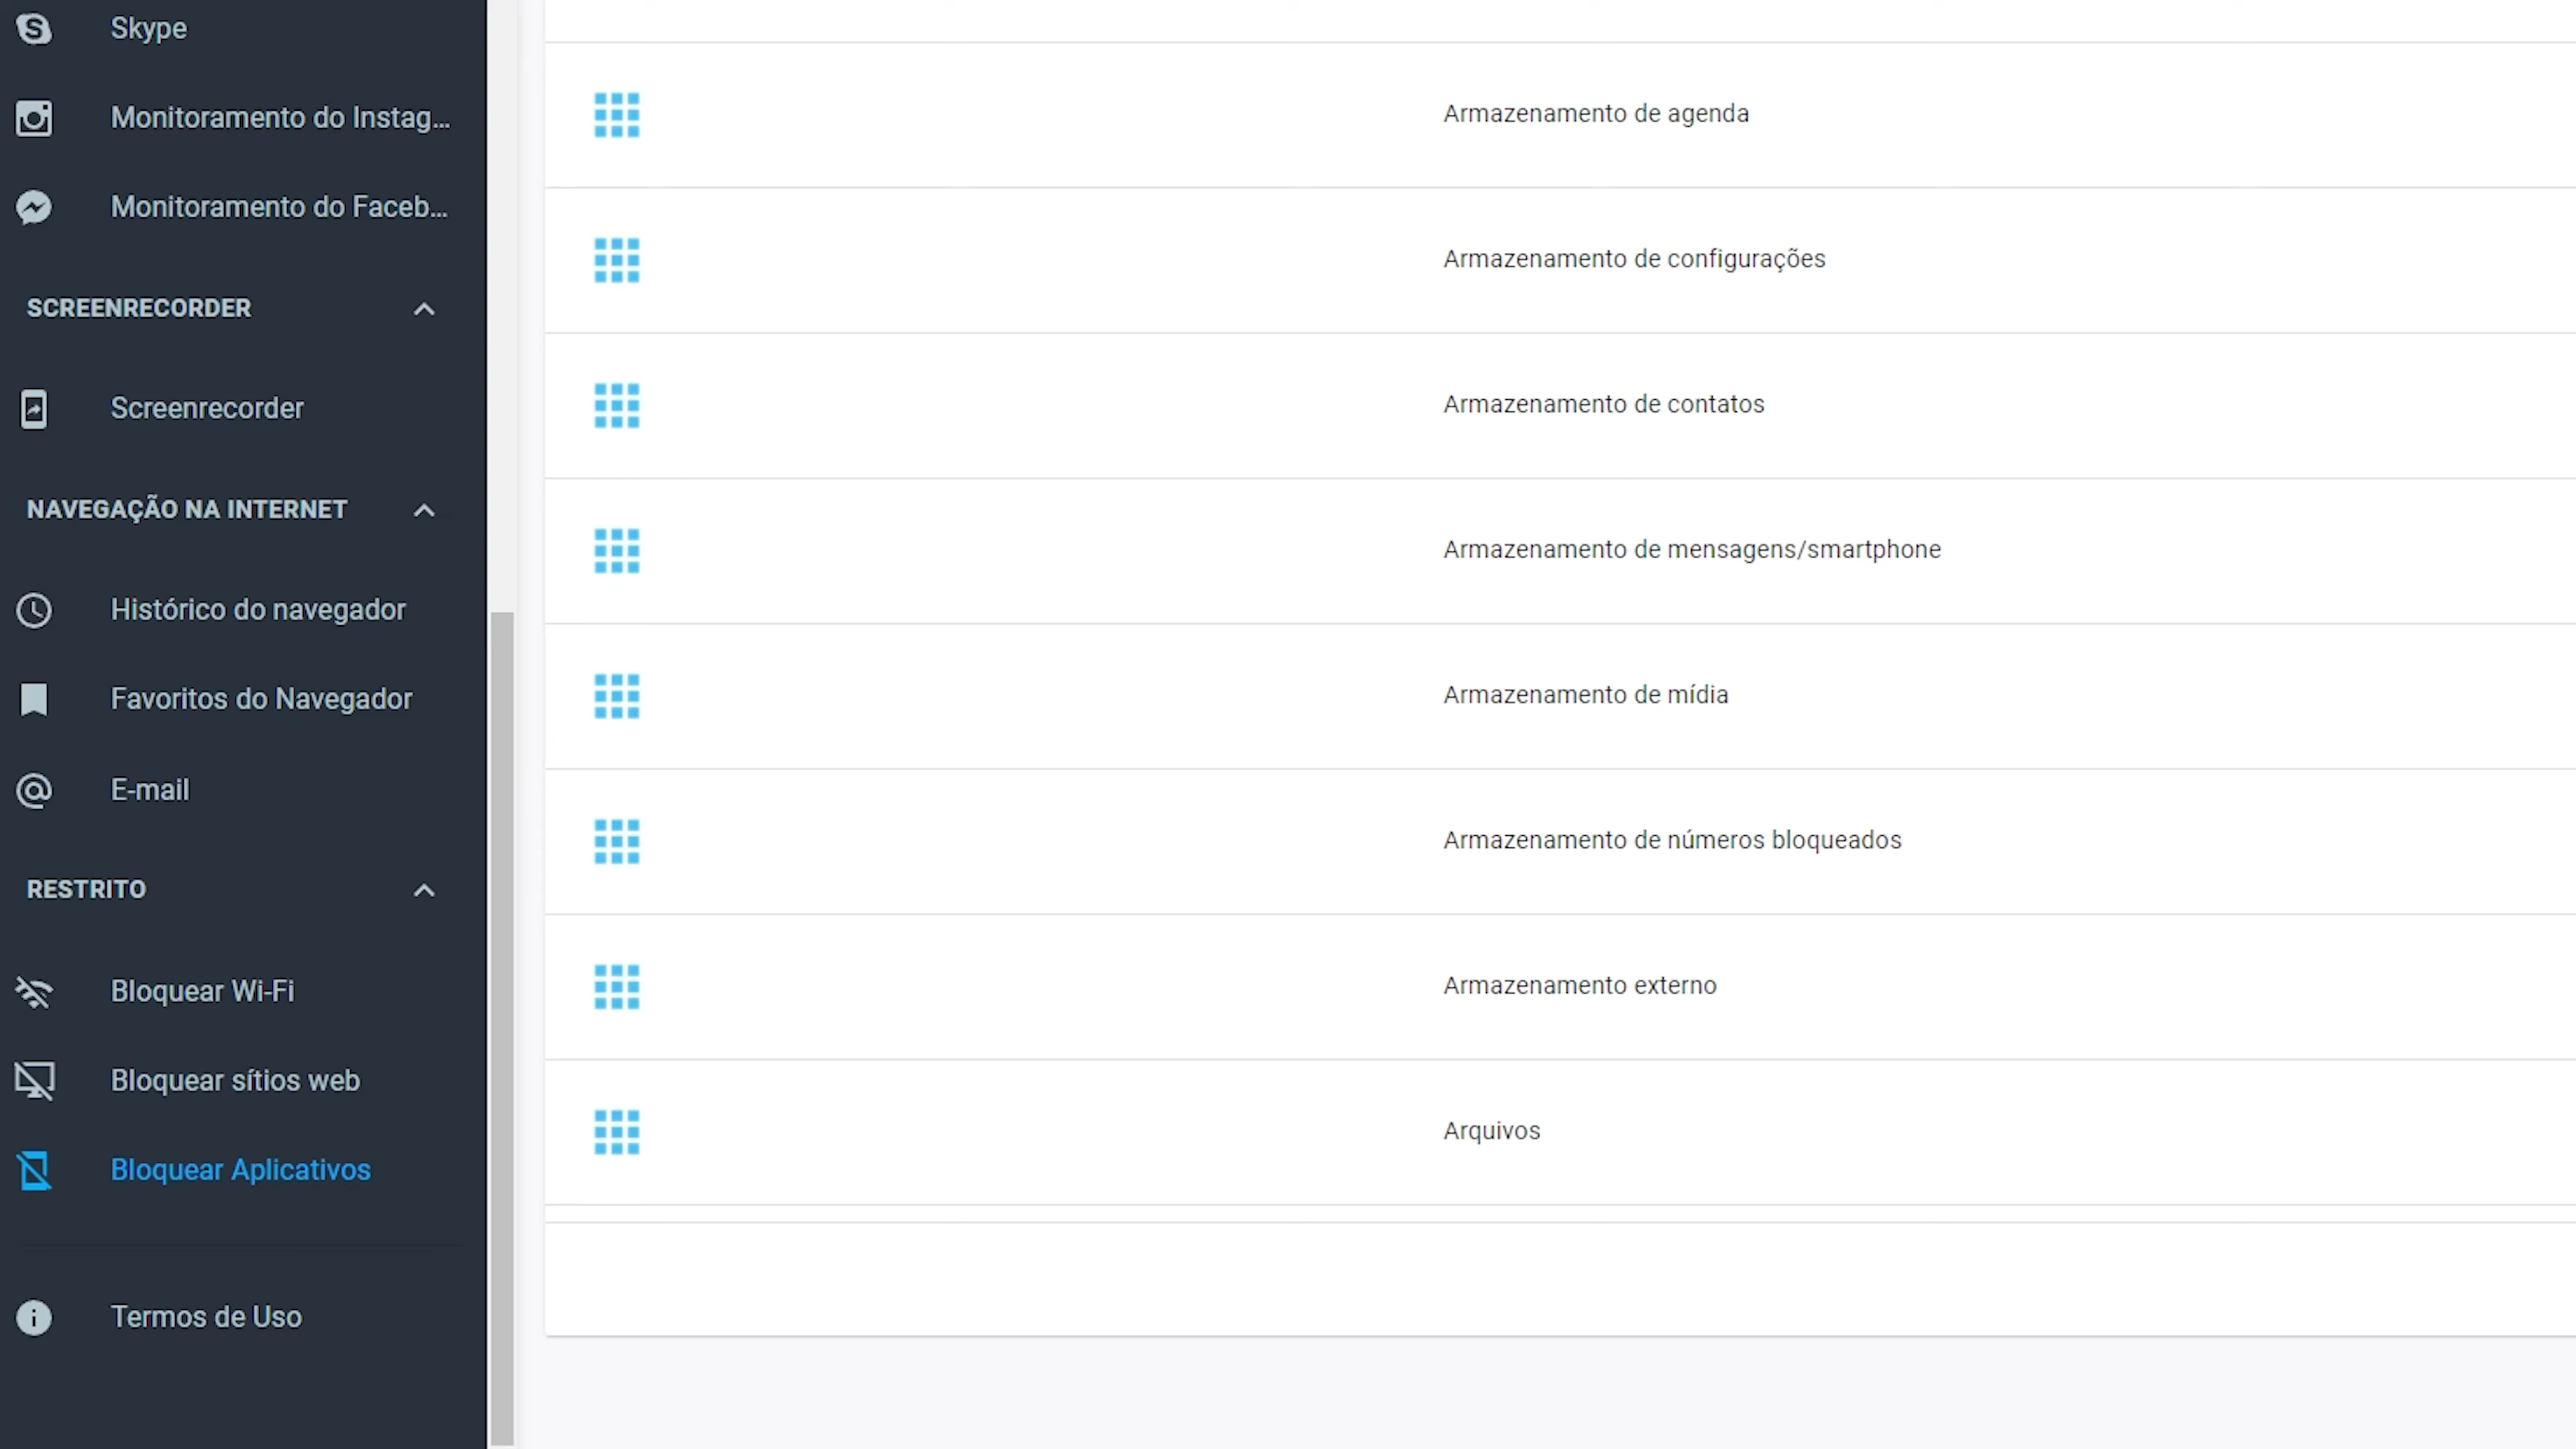 Skype
Monitoramento do Instag...
Monitoramento do Faceb...
SCREENRECORDER
Screenrecorder
NAVEGAÇÃO NA INTERNET
Histórico do navegador
Favoritos do Navegador
E-mail
RESTRITO
Bloquear Wi-Fi
Bloquear sítios web
Bloquear Aplicativos
Termos de Uso
Armazenamento de agenda
Armazenamento de configurações
Armazenamento de contatos
Armazenamento de mensagens/smartphone
Armazenamento de mídia
Armazenamento de números bloqueados
Armazenamento externo
Arquivos